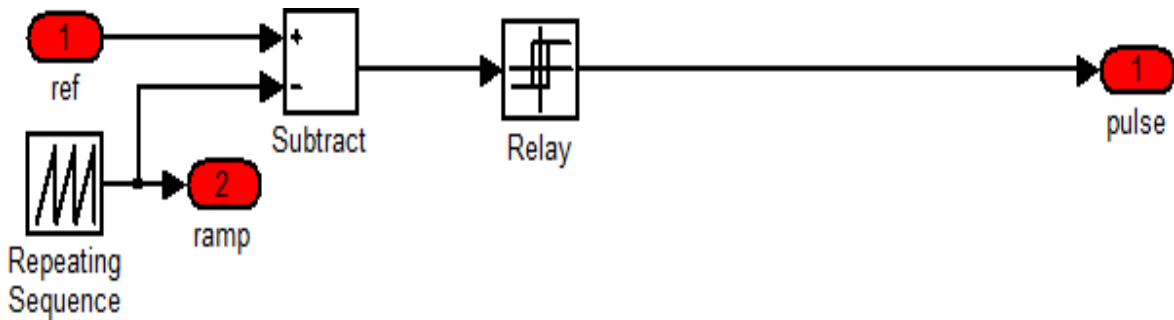 1
ref
+
−
Subtract
Relay
1
pulse
2
ramp
Repeating
Sequence